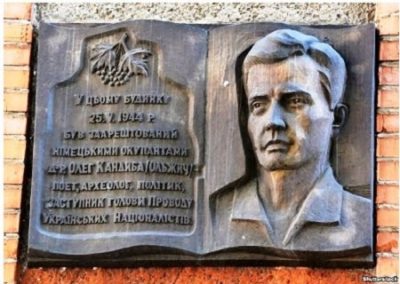 У цьому будинку
25.V.1944 р.
був заарештований
німецькими окупантами
д-р Олег Кандиба (Ольжич) –
поет, археолог, політик,
заступник голови Проводу
Українських Націоналістів
Shutterstock